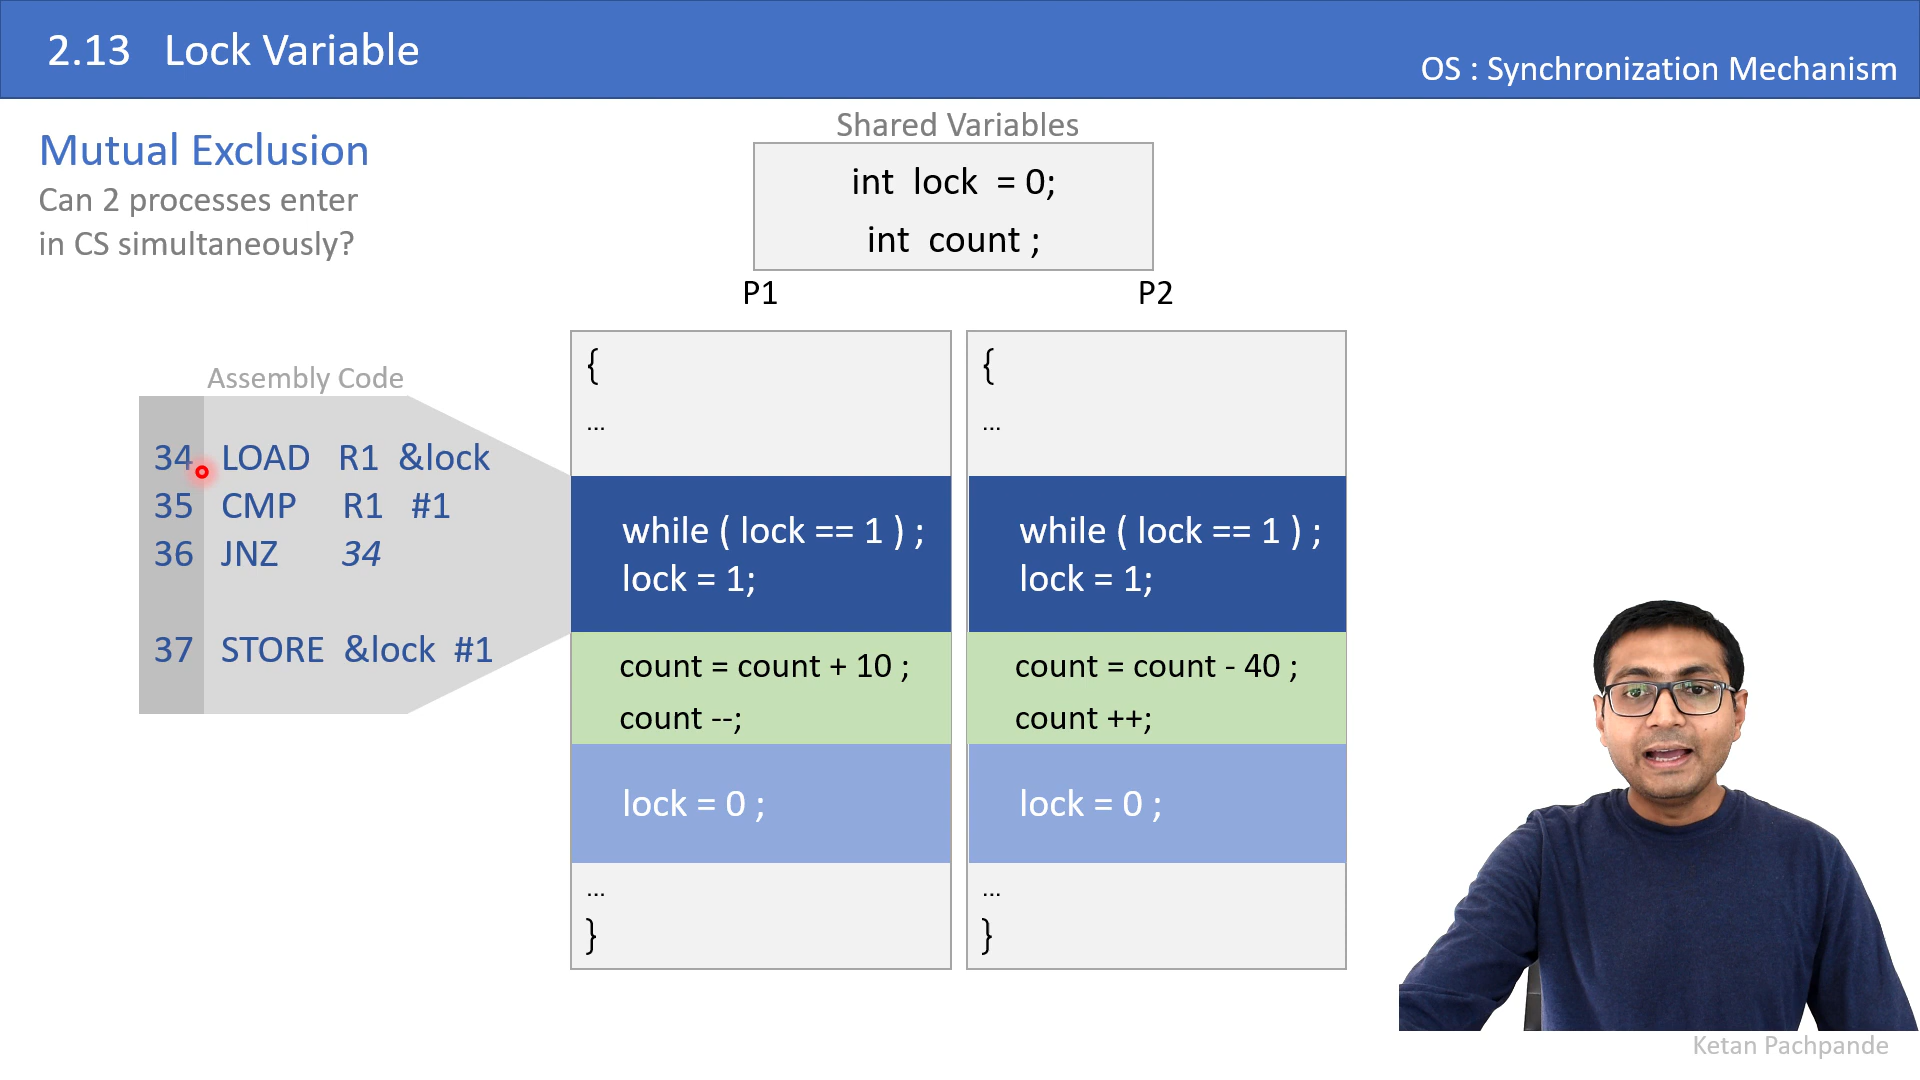 2.13 Lock Variable
OS : Synchronization Mechanism
Mutual Exclusion
Can 2 processes enter
in CS simultaneously?
Shared Variables
int lock = 0;
int count ;
P1
P2
Assembly Code
34 LOAD R1 &lock
35 CMP R1 #1
36 JNZ 34
37 STORE &lock #1
{
...
while ( lock == 1 ) ;
lock = 1;
count = count + 10 ;
count --;
lock = 0 ;
...
}
{
...
while ( lock == 1 ) ;
lock = 1;
count = count - 40 ;
count ++;
lock = 0 ;
...
}
Ketan Pachpande